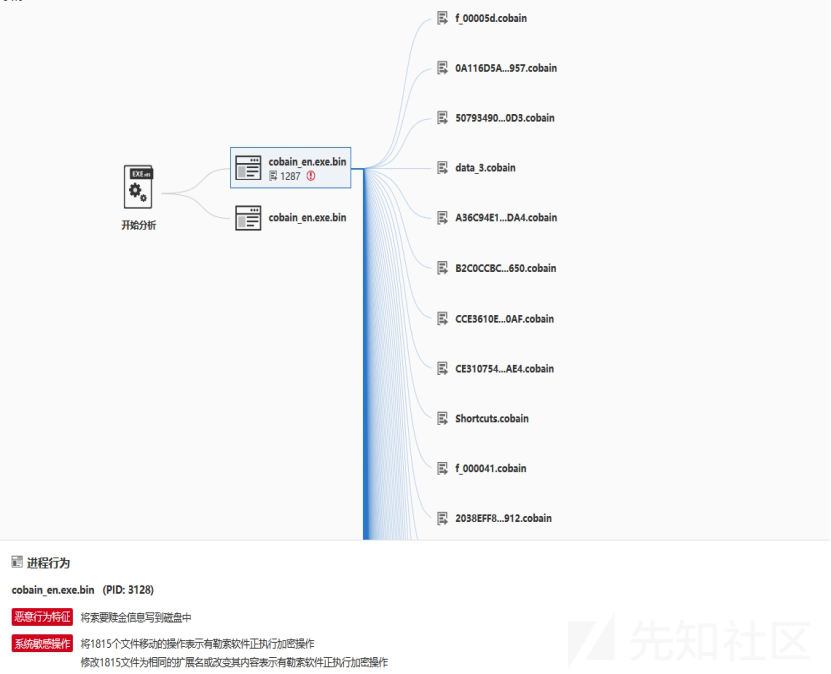 f_00005d.cobain
0A116D5A...957.cobain
50793490...0D3.cobain
EXE
cobain_en.exe.bin
1287
data_3.cobain
开始分析
cobain_en.exe.bin
A36C94E1...DA4.cobain
B2C0CCBC...650.cobain
CCE3610E...0AF.cobain
CE310754...AE4.cobain
Shortcuts.cobain
f_000041.cobain
2038EFF8...912.cobain
进程行为
cobain_en.exe.bin (PID: 3128)
恶意行为特征 将索要赎金信息写到磁盘中
系统敏感操作 将1815个文件移动的操作表示有勒索软件正执行加密操作
修改1815文件为相同的扩展名或改变其内容表示有勒索软件正执行加密操作
先知社区